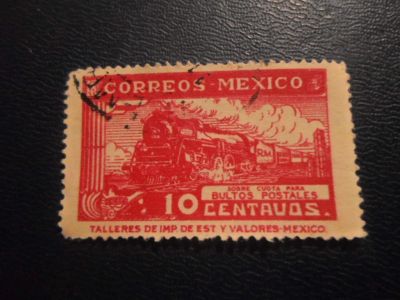 CORREOS-MEXICO
SOBRE CUOTA PARA
BULTOS POSTALES
10 CENTAVOS.
TALLERES DE IMP. DE EST. Y VALORES-MEXICO.